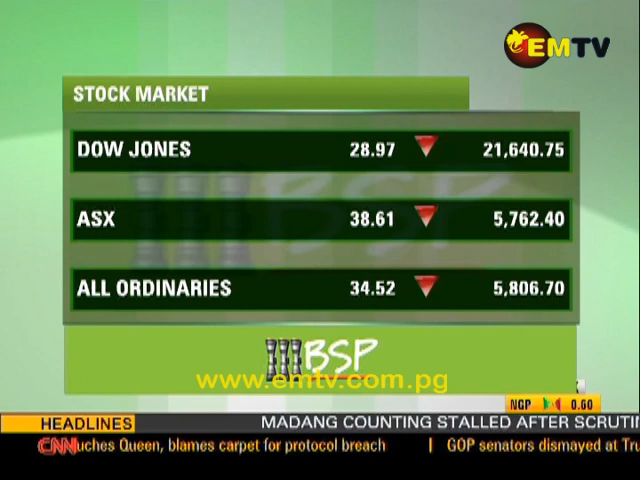 EMTV
STOCK MARKET
DOW JONES 28.97 21,640.75
ASX 38.61 5,762.40
ALL ORDINARIES 34.52 5,806.70
BSP
www.emtv.com.pg
NGP 0.60
HEADLINES MADANG COUNTING STALLED AFTER SCRUTIN
CNN uches Queen, blames carpet for protocol breach | GOP senators dismayed at Tru